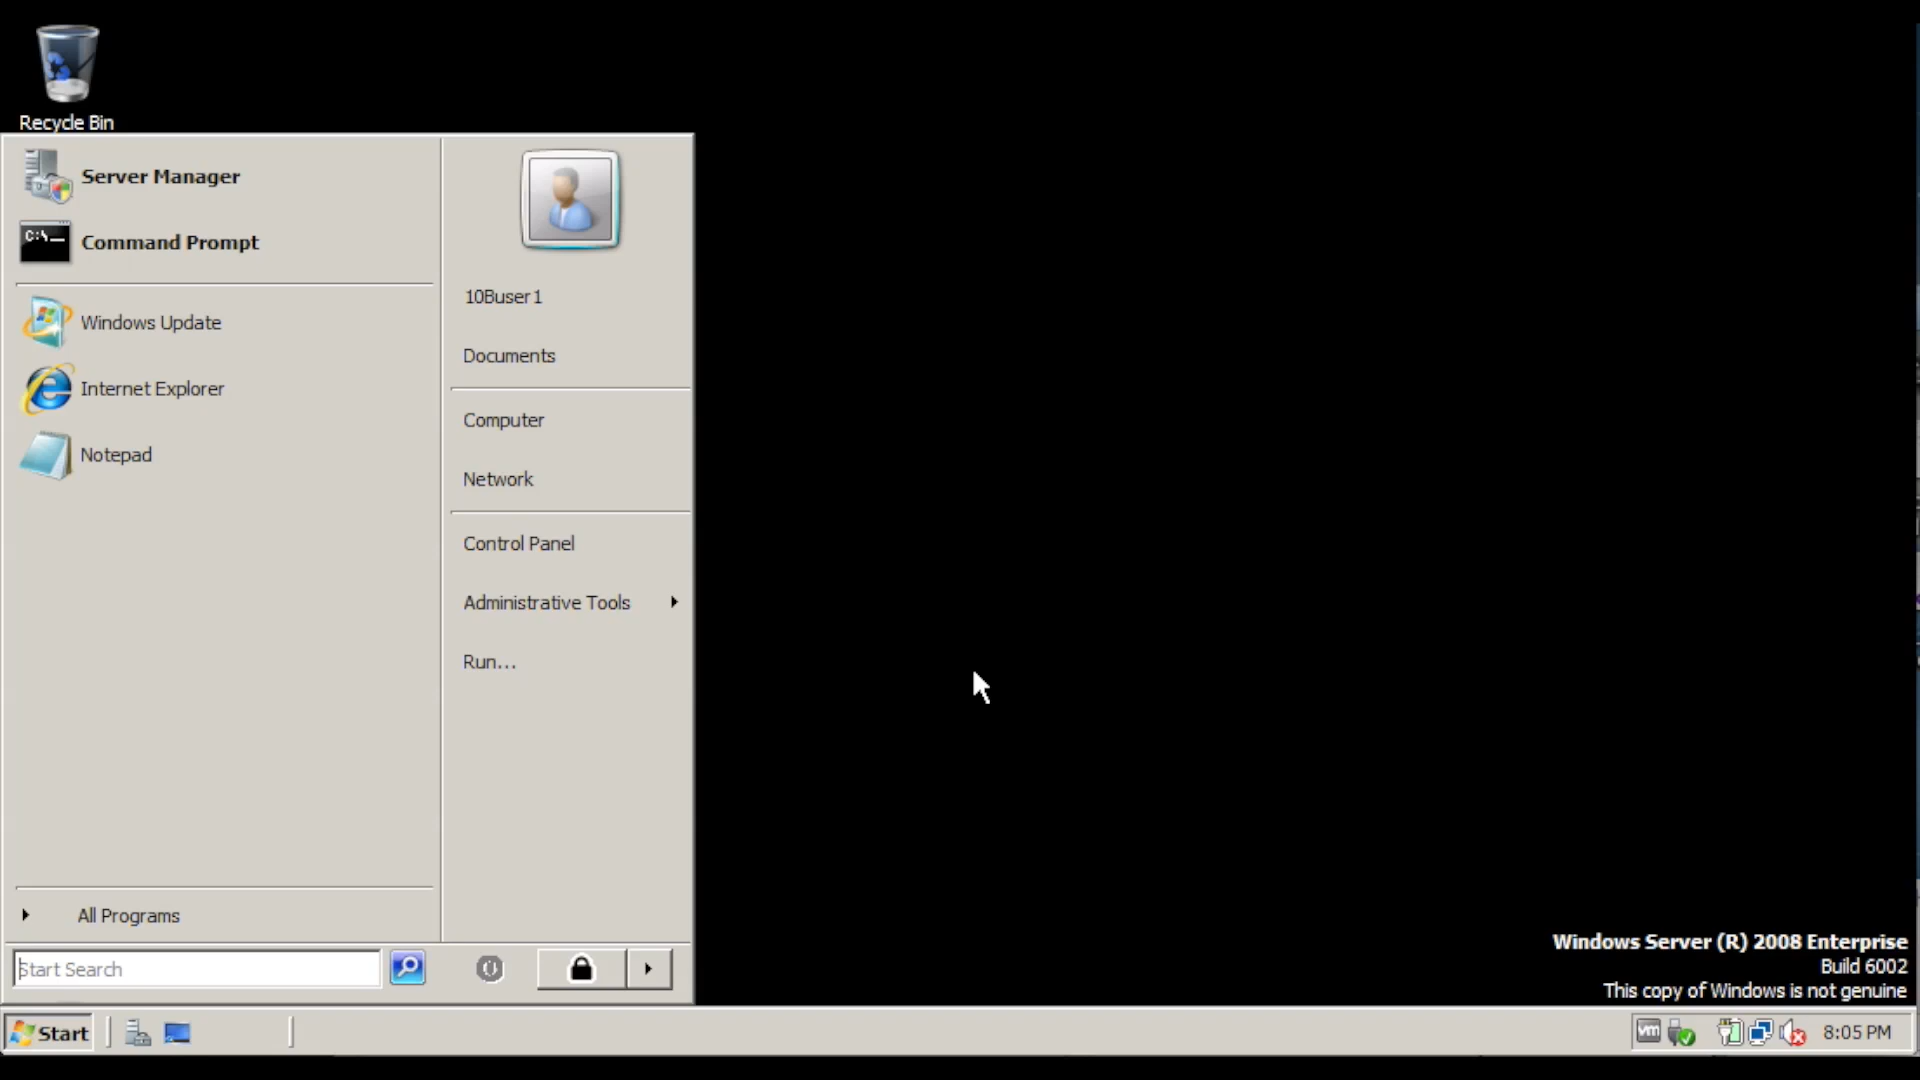 Recycle Bin
Server Manager
C:\_
Command Prompt
Windows Update
Internet Explorer
Notepad
All Programs
Start Search
10Buser1
Documents
Computer
Network
Control Panel
Administrative Tools
Run...
Windows Server (R) 2008 Enterprise
Build 6002
This copy of Windows is not genuine
Start
vm
8:05 PM